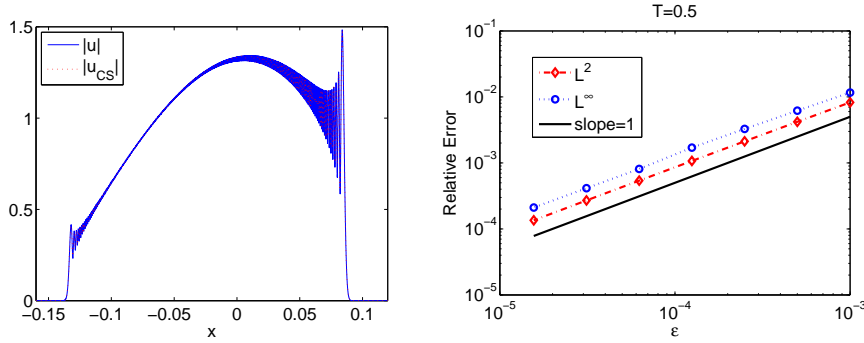 |u|
|u_CS|
1.5
1
0.5
0
−0.15
−0.1
−0.05
0
0.05
0.1
x
T=0.5
L^2
L^∞
slope=1
Relative Error
10^−1
10^−2
10^−3
10^−4
10^−5
10^−5
10^−4
10^−3
ε